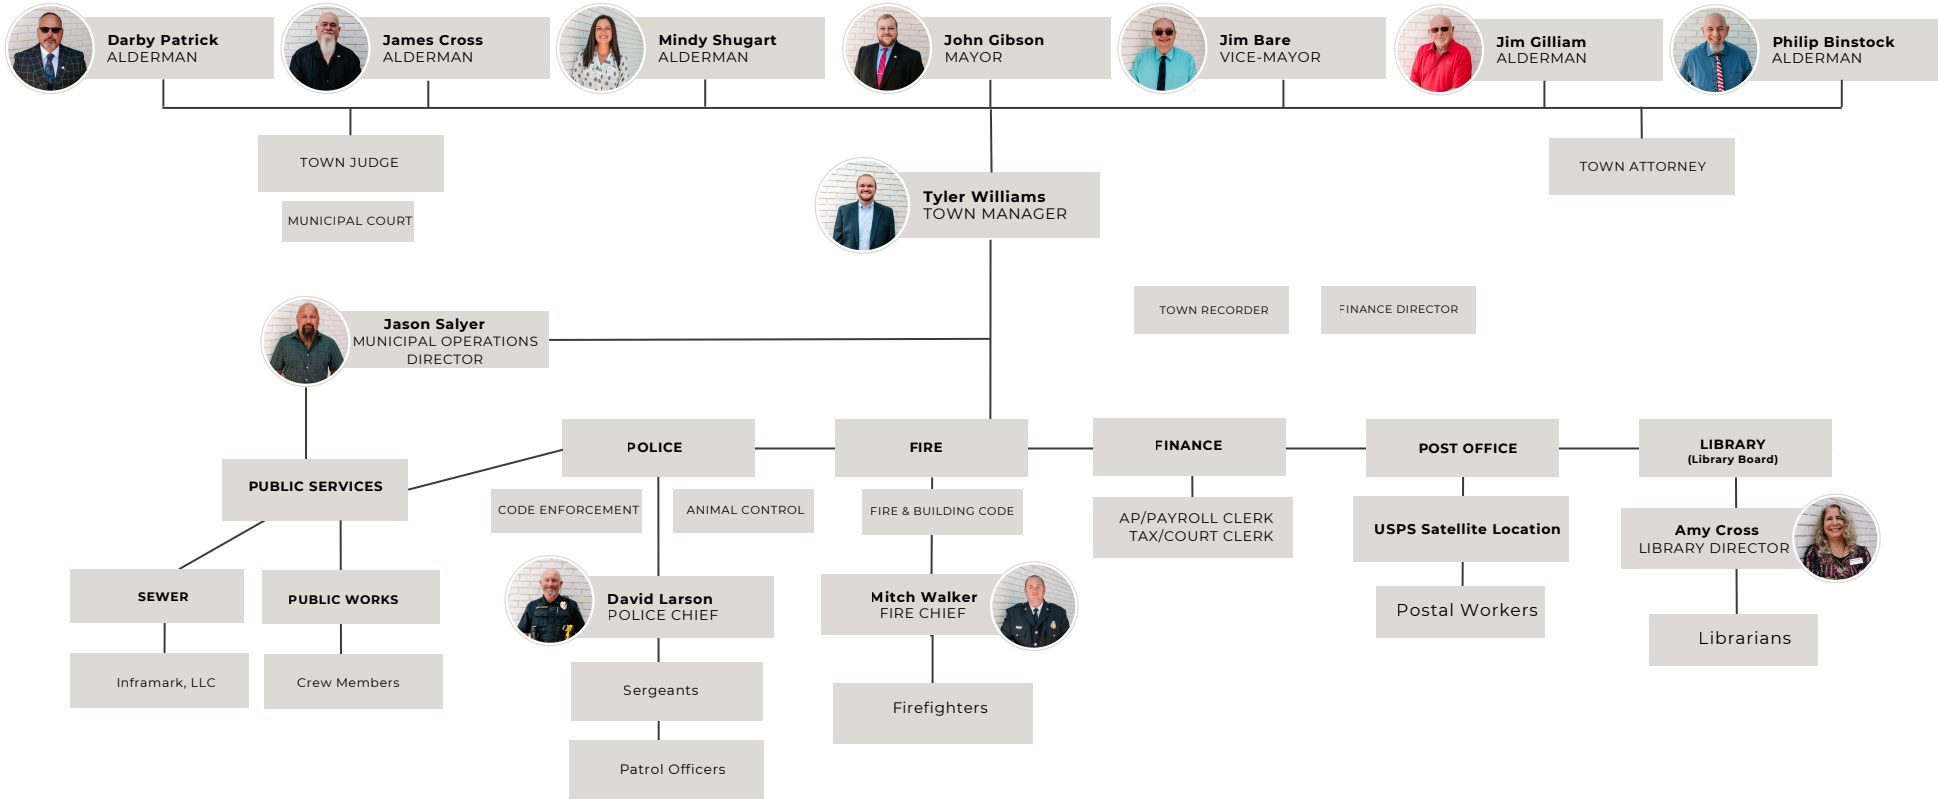 Darby Patrick
ALDERMAN
James Cross
ALDERMAN
Mindy Shugart
ALDERMAN
John Gibson
MAYOR
Jim Bare
VICE-MAYOR
Jim Gilliam
ALDERMAN
Philip Binstock
ALDERMAN
TOWN JUDGE
MUNICIPAL COURT
TOWN ATTORNEY
Tyler Williams
TOWN MANAGER
TOWN RECORDER
FINANCE DIRECTOR
Jason Salyer
MUNICIPAL OPERATIONS
DIRECTOR
PUBLIC SERVICES
POLICE
FIRE
FINANCE
POST OFFICE
LIBRARY
(Library Board)
CODE ENFORCEMENT
ANIMAL CONTROL
FIRE & BUILDING CODE
AP/PAYROLL CLERK
TAX/COURT CLERK
USPS Satellite Location
Amy Cross
LIBRARY DIRECTOR
SEWER
PUBLIC WORKS
David Larson
POLICE CHIEF
Mitch Walker
FIRE CHIEF
Postal Workers
Librarians
Inframark, LLC
Crew Members
Sergeants
Firefighters
Patrol Officers